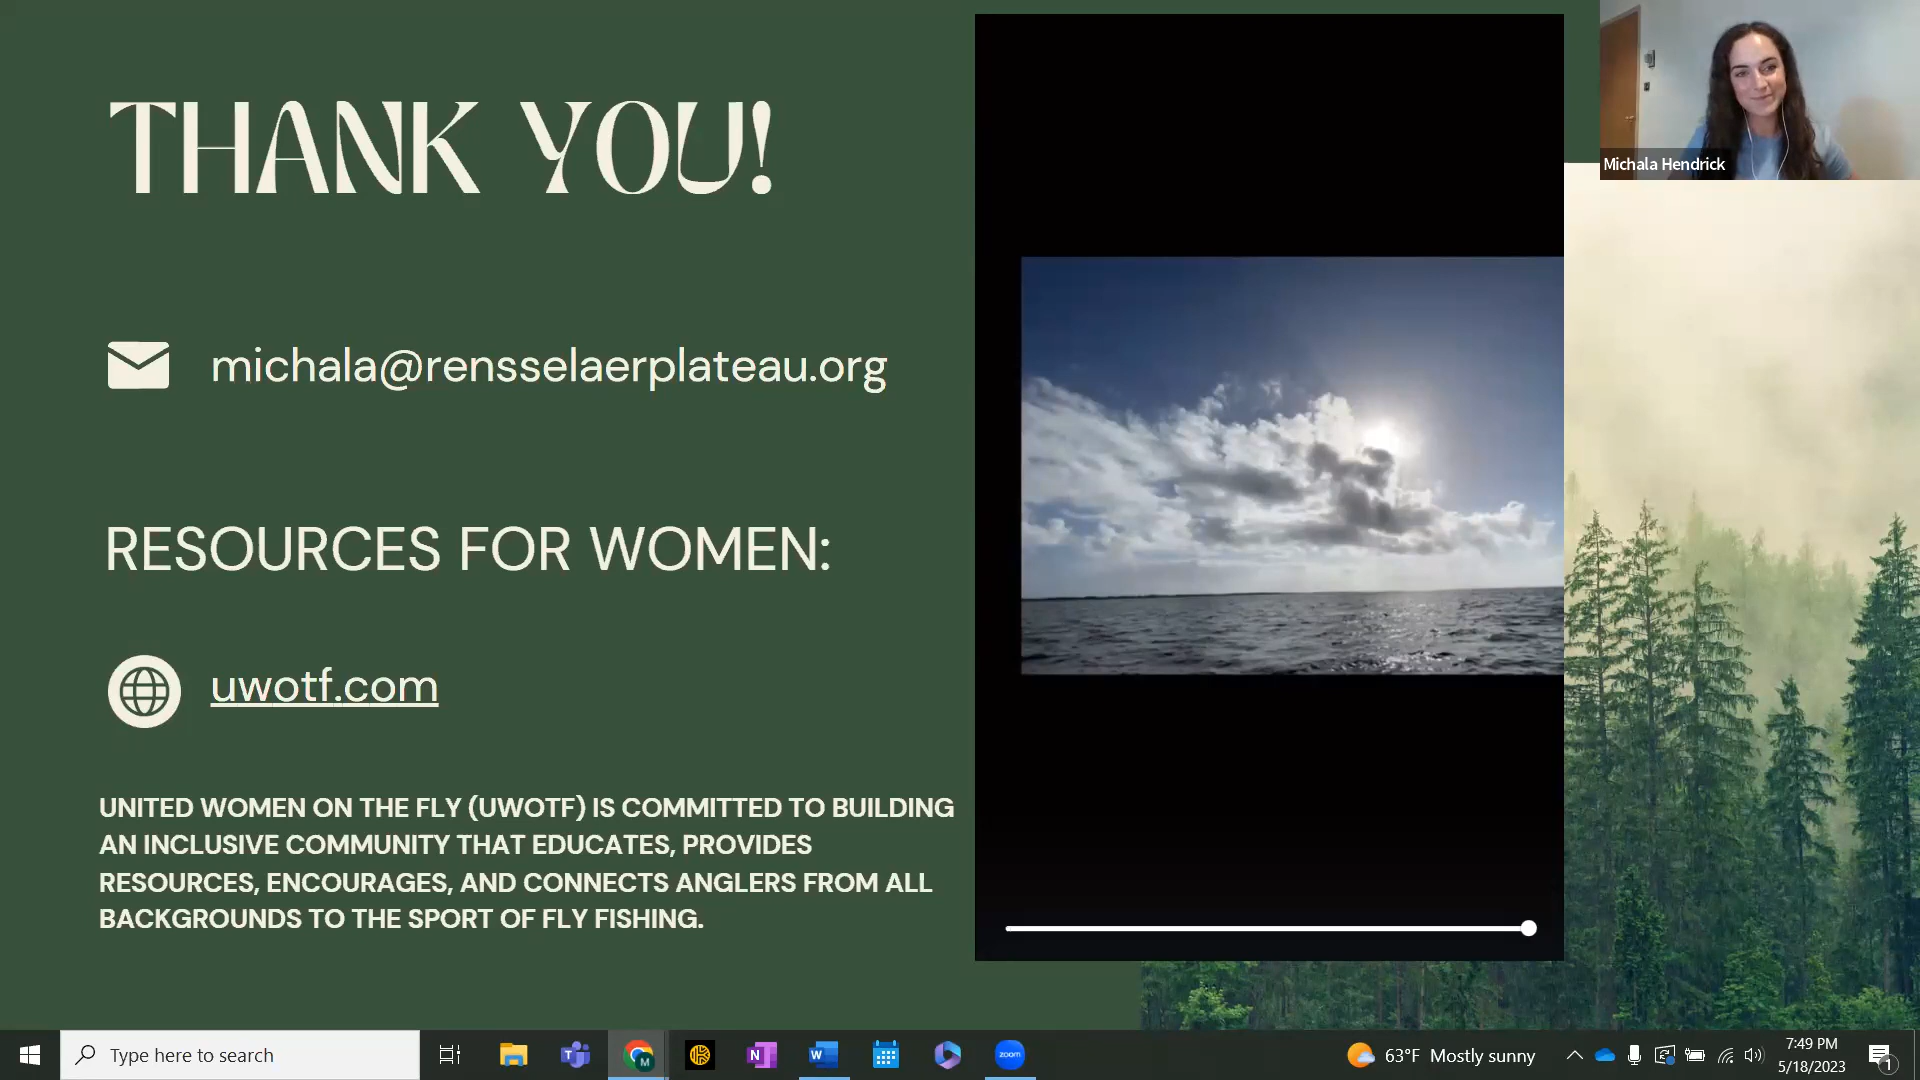 THANK YOU!
Michala Hendrick
michala@rensselaerplateau.org
RESOURCES FOR WOMEN:
uwotf.com
UNITED WOMEN ON THE FLY (UWOTF) IS COMMITTED TO BUILDING
AN INCLUSIVE COMMUNITY THAT EDUCATES, PROVIDES
RESOURCES, ENCOURAGES, AND CONNECTS ANGLERS FROM ALL
BACKGROUNDS TO THE SPORT OF FLY FISHING.
Type here to search
T
M
N
W
zoom
63°F Mostly sunny
7:49 PM
5/18/2023
1